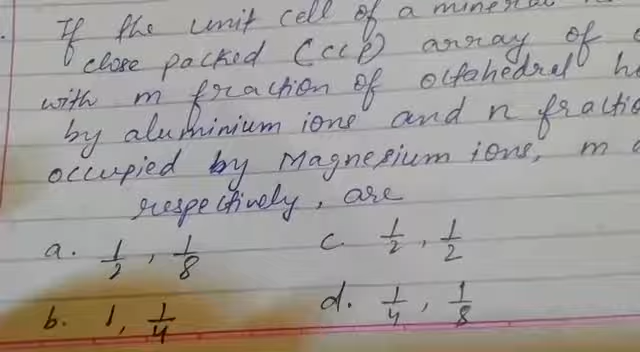 If the unit cell of a mineral
close packed (ccp) array of
with m fraction of octahedral
by aluminium ions and n
occupied by Magnesium ions, m
respectively, are
a. 1/2, 1/8 c. 1/2, 1/2
b. 1, 1/4 d. 1/4, 1/8